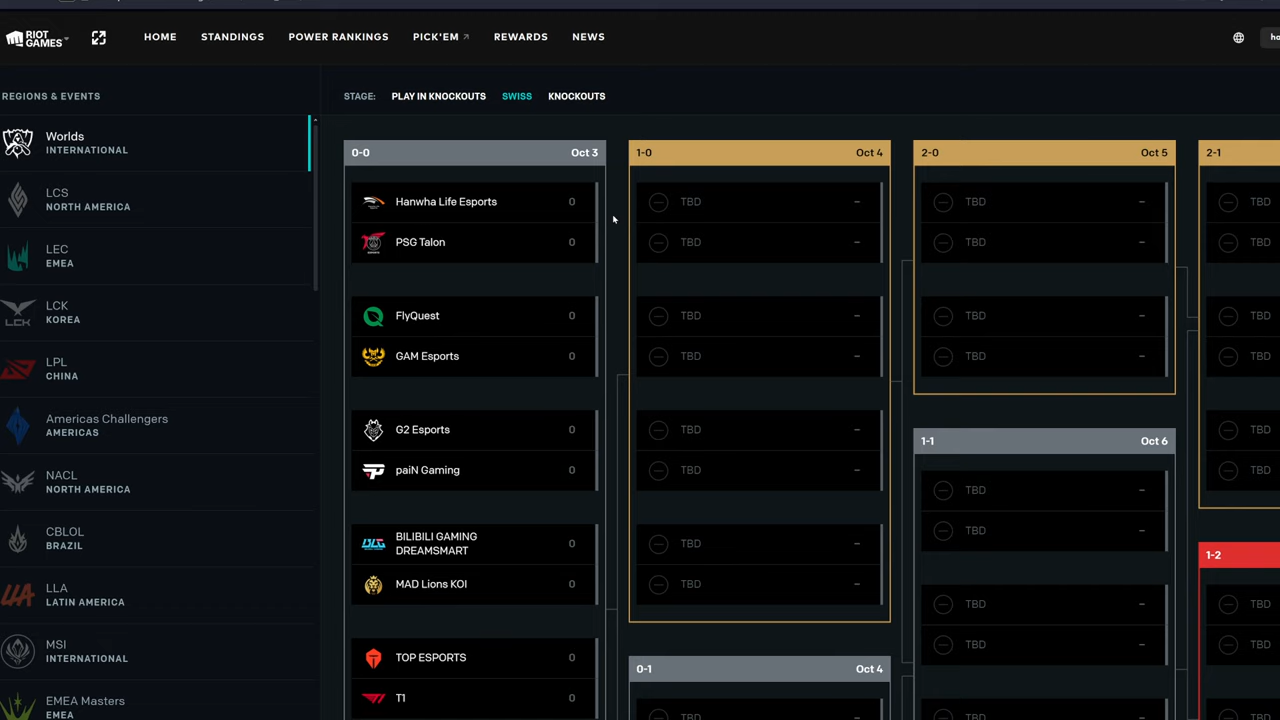 RIOT GAMES
HOME
STANDINGS
POWER RANKINGS
PICK'EM
REWARDS
NEWS
REGIONS & EVENTS
Worlds
INTERNATIONAL
LCS
NORTH AMERICA
LEC
EMEA
LCK
KOREA
LPL
CHINA
Americas Challengers
AMERICAS
NACL
NORTH AMERICA
CBLOL
BRAZIL
LLA
LATIN AMERICA
MSI
INTERNATIONAL
EMEA Masters
EMEA
STAGE: PLAY IN KNOCKOUTS SWISS KNOCKOUTS
0-0 Oct 3
Hanwha Life Esports 0
PSG Talon 0
FlyQuest 0
GAM Esports 0
G2 Esports 0
paiN Gaming 0
BILIBILI GAMING
DREAMSMART 0
MAD Lions KOI 0
TOP ESPORTS 0
T1 0
1-0 Oct 4
TBD –
TBD –
TBD –
TBD –
TBD –
TBD –
TBD –
TBD –
0-1 Oct 4
TBD –
2-0 Oct 5
TBD –
TBD –
TBD –
TBD –
1-1 Oct 6
TBD –
TBD –
TBD –
TBD –
TBD –
2-1
TBD
TBD
TBD
TBD
TBD
TBD
1-2
TBD
TBD
TBD